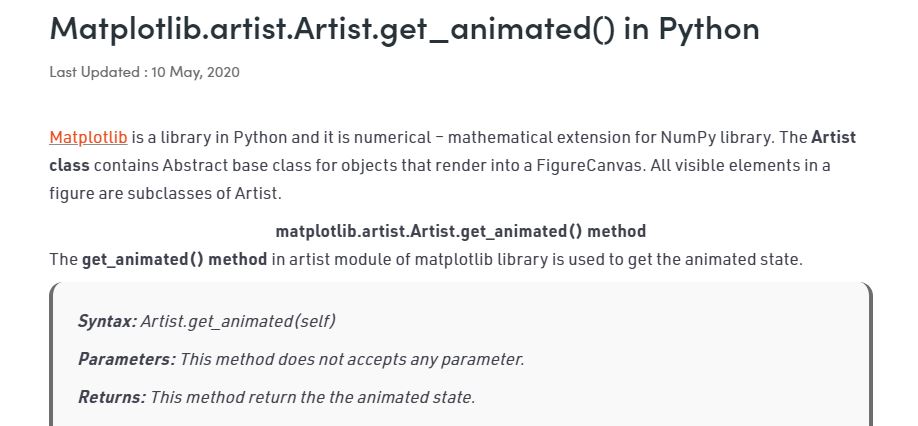 Matplotlib.artist.Artist.get_animated() in Python
Last Updated : 10 May, 2020
Matplotlib is a library in Python and it is numerical – mathematical extension for NumPy library. The Artist
class contains Abstract base class for objects that render into a FigureCanvas. All visible elements in a
figure are subclasses of Artist.
matplotlib.artist.Artist.get_animated() method
The get_animated() method in artist module of matplotlib library is used to get the animated state.
Syntax: Artist.get_animated(self)
Parameters: This method does not accepts any parameter.
Returns: This method return the the animated state.